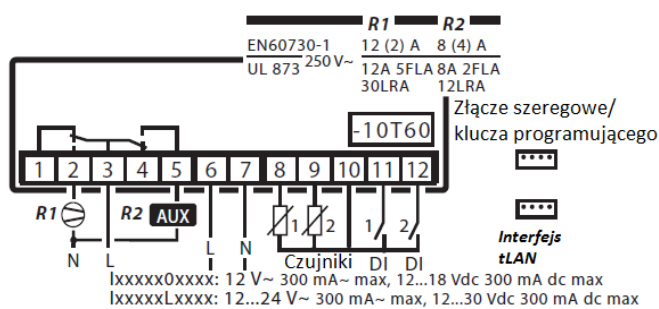 R1 R2
EN60730-1 250 V~ 12 (2) A 8 (4) A
UL 873 12A 5FLA 8A 2FLA
30LRA 12LRA
Złącze szeregowe/
klucza programującego
-10T60
1 2 3 4 5 6 7 8 9 10 11 12
R1 R2 AUX 1 2 1 2
N L L N Czujniki DI DI
Interfejs
tLAN
Ixxxxx0xxxx: 12 V~ 300 mA~ max, 12...18 Vdc 300 mA dc max
IxxxxxLxxxx: 12...24 V~ 300 mA~ max, 12...30 Vdc 300 mA dc max